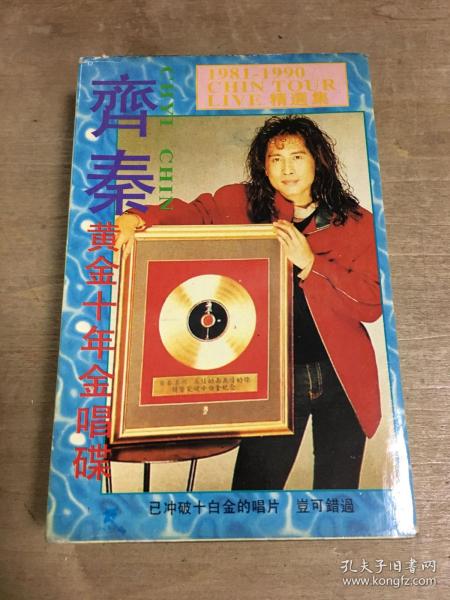 1981-1990
CHIN TOUR
LIVE 精選集
CHYI CHIN
齊秦
黄金十年金唱碟
已冲破十白金的唱片 豈可錯過
孔夫子旧书网
www.kongfz.com